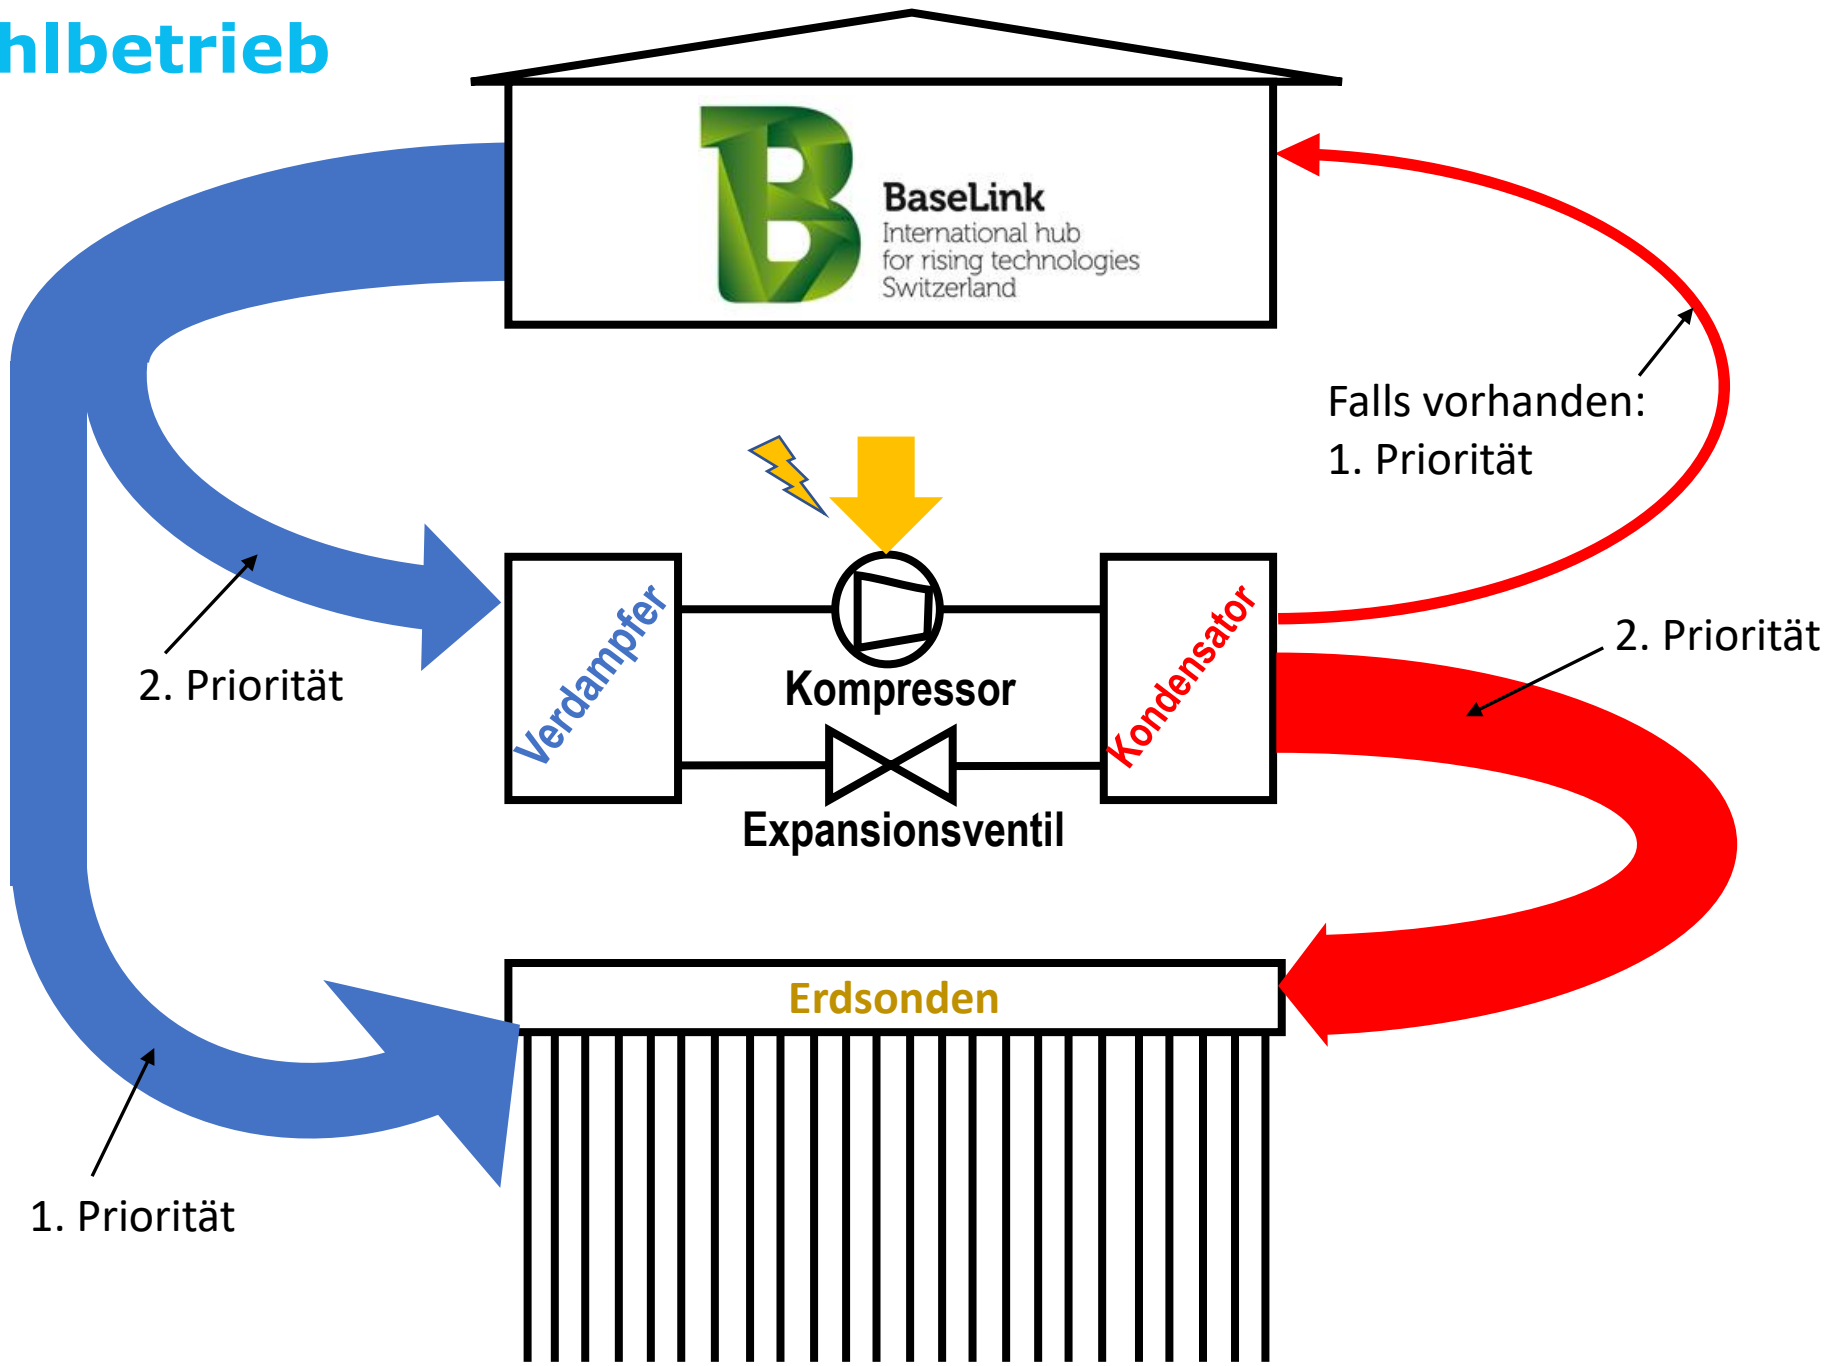 hlbetrieb
BaseLink
International hub
for rising technologies
Switzerland
Falls vorhanden:
1. Priorität
2. Priorität
Verdampfer
Kompressor
Kondensator
2. Priorität
Expansionsventil
Erdsonden
1. Priorität